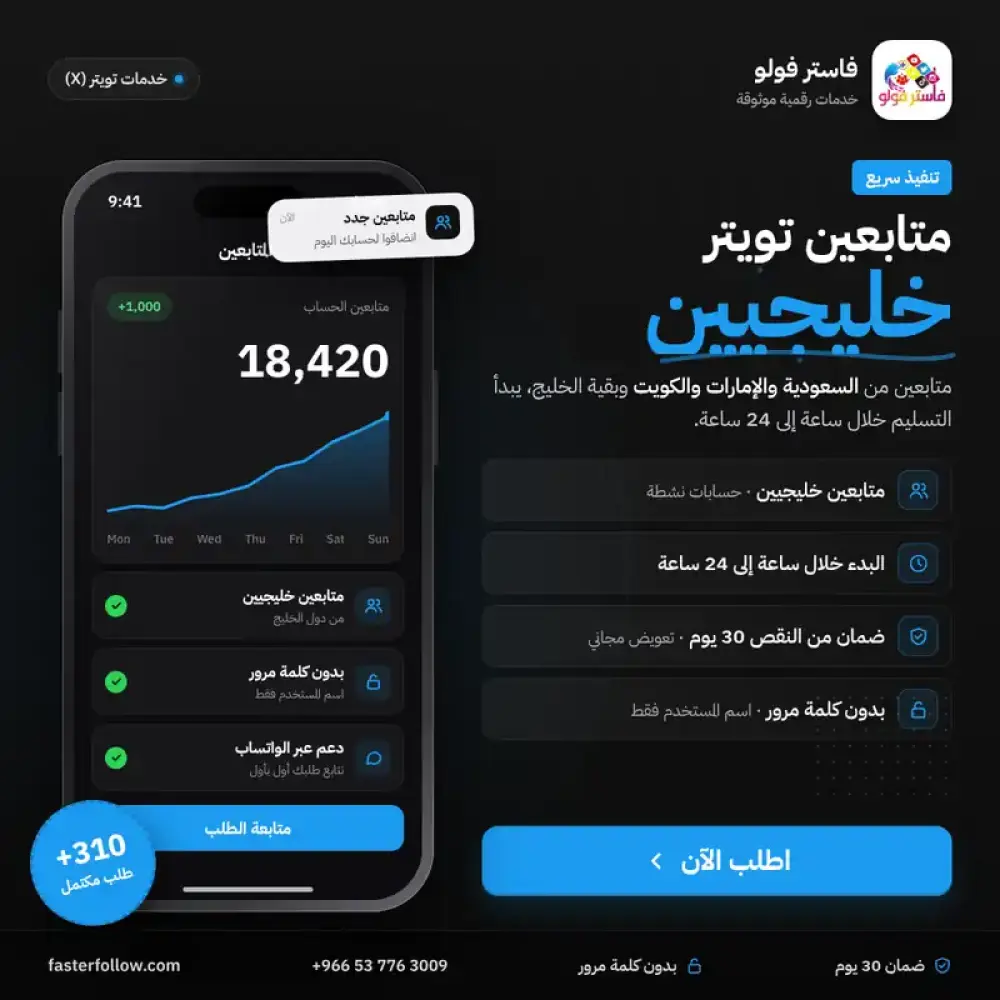 فاستر فولو
فاستر فولو
خدمات رقمية موثوقة
خدمات تويتر (X)
تنفيذ سريع
متابعين تويتر
خليجيين
متابعين من السعودية والإمارات والكويت وبقية الخليج، يبدأ
التسليم خلال ساعة إلى 24 ساعة.
متابعين خليجيين · حسابات نشطة
البدء خلال ساعة إلى 24 ساعة
ضمان من النقص 30 يوم · تعويض مجاني
بدون كلمة مرور · اسم المستخدم فقط
اطلب الآن
9:41
متابعين جدد
الآن
انضافوا لحسابك اليوم
المتابعين
متابعين الحساب
+1,000
18,420
Mon Tue Wed Thu Fri Sat Sun
متابعين خليجيين
من دول الخليج
بدون كلمة مرور
اسم المستخدم فقط
دعم عبر الواتساب
نتابع طلبك أول بأول
متابعة الطلب
+310
طلب مكتمل
ضمان 30 يوم
بدون كلمة مرور
+966 53 776 3009
fasterfollow.com